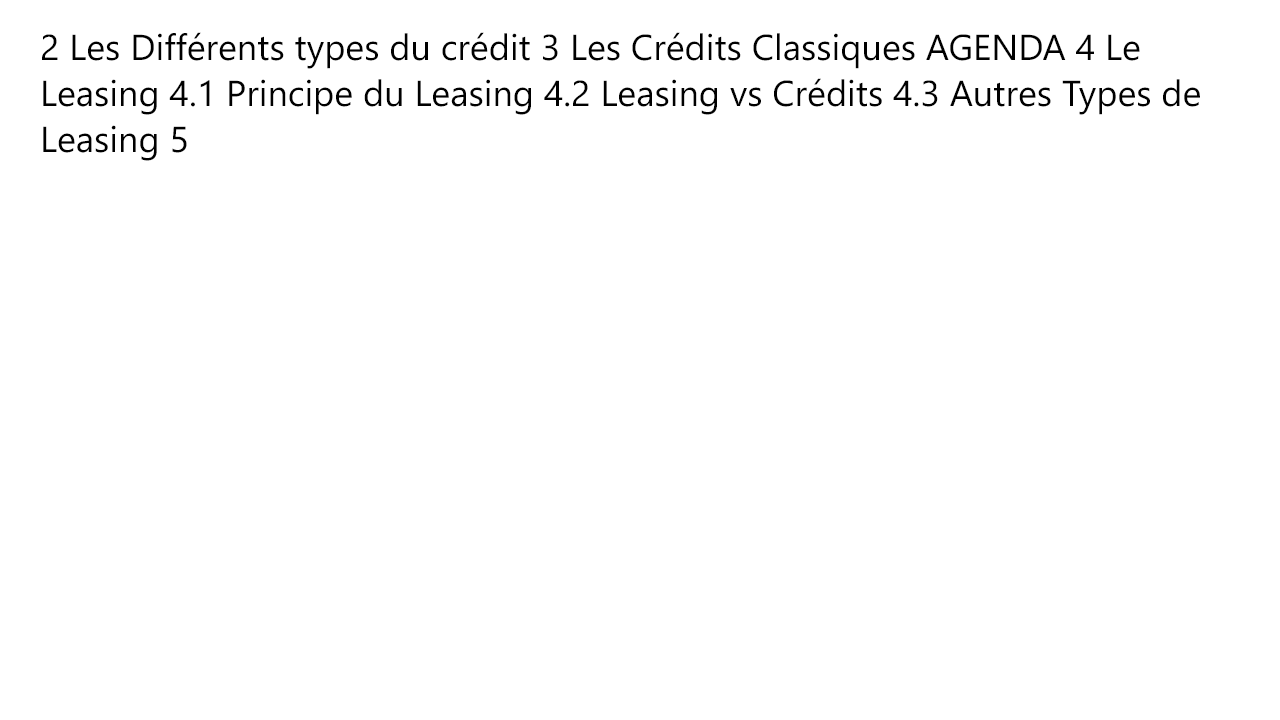 2 Les Différents types du crédit 3 Les Crédits Classiques AGENDA 4 Le
Leasing 4.1 Principe du Leasing 4.2 Leasing vs Crédits 4.3 Autres Types de
Leasing 5